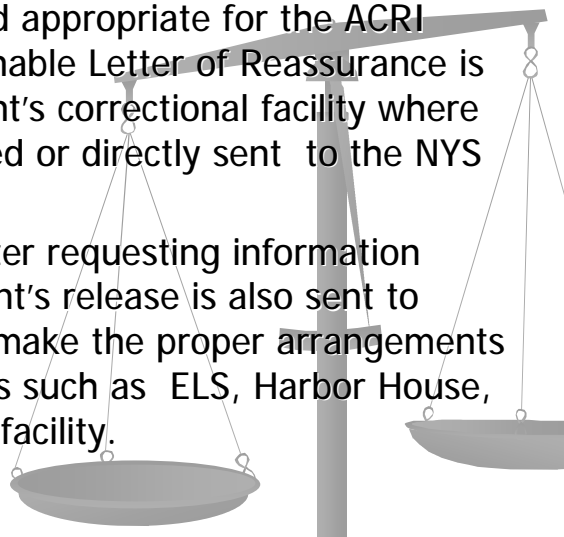 d appropriate for the ACRI
nable Letter of Reassurance is
nt's correctional facility where
ed or directly sent to the NYS
ter requesting information
nt's release is also sent to
make the proper arrangements
s such as ELS, Harbor House,
facility.